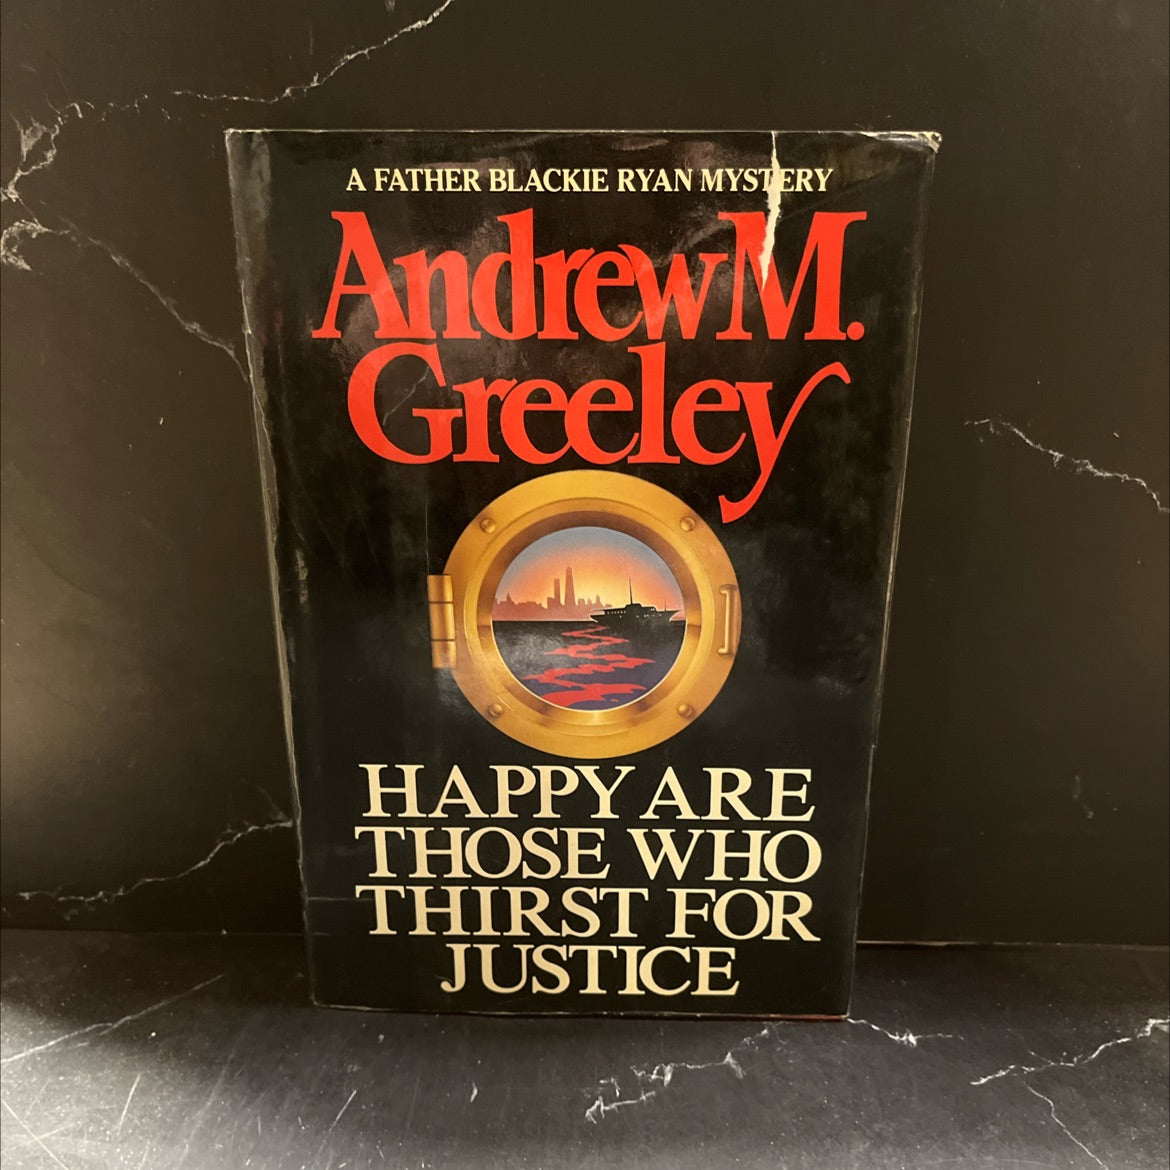 A FATHER BLACKIE RYAN MYSTERY
Andrew M.
Greeley
HAPPY ARE
THOSE WHO
THIRST FOR
JUSTICE